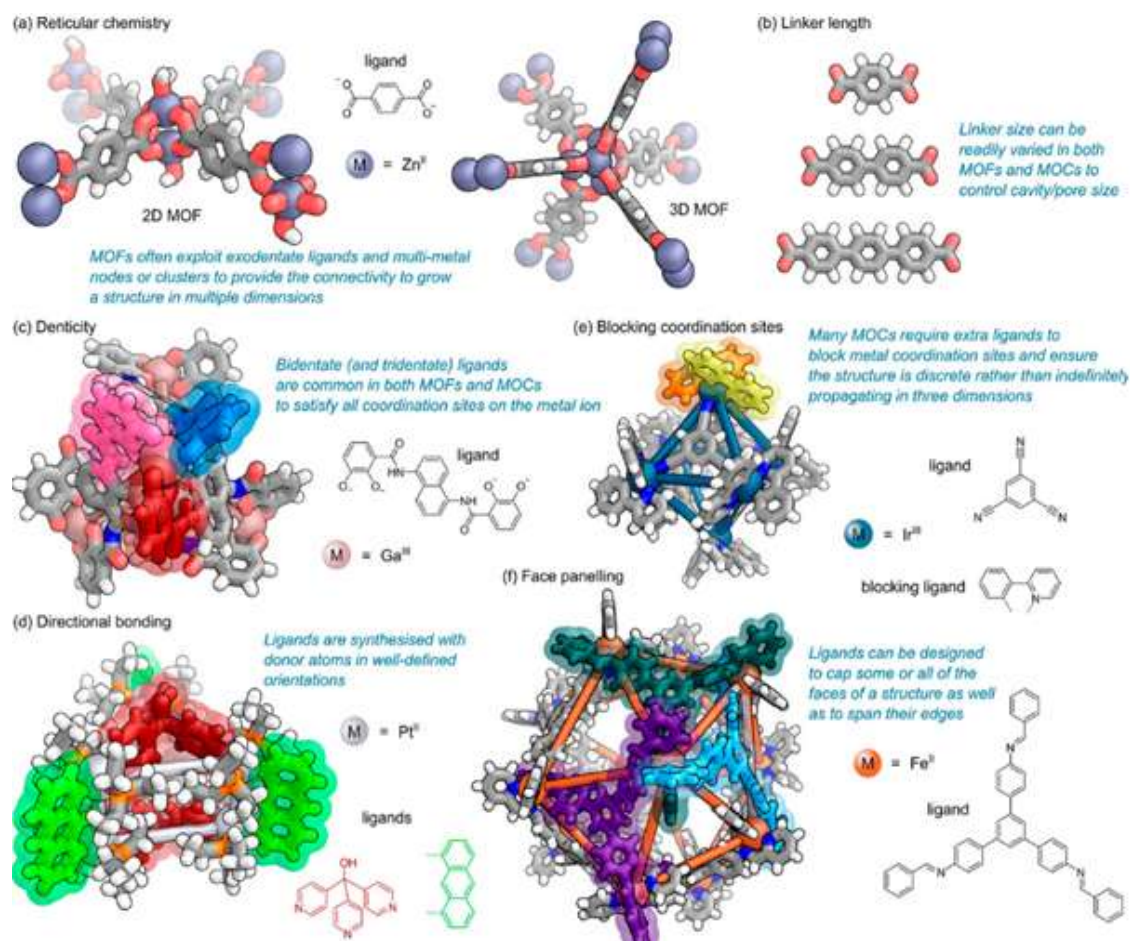 (a) Reticular chemistry
ligand
O
O
O
O
M = Zn^II
2D MOF
3D MOF
MOFs often exploit exodentate ligands and multi-metal
nodes or clusters to provide the connectivity to grow
a structure in multiple dimensions
(b) Linker length
Linker size can be
readily varied in both
MOFs and MOCs to
control cavity/pore size
(c) Denticity
Bidentate (and tridentate) ligands
are common in both MOFs and MOCs
to satisfy all coordination sites on the metal ion
ligand
O
HN
O
O
NH
O
O
O
M = Ga^III
(e) Blocking coordination sites
Many MOCs require extra ligands to
block metal coordination sites and ensure
the structure is discrete rather than indefinitely
propagating in three dimensions
ligand
CN
NC
CN
M = Ir^III
blocking ligand
N
(d) Directional bonding
Ligands are synthesised with
donor atoms in well-defined
orientations
M = Pt^II
ligands
OH
N
N
N
(f) Face panelling
Ligands can be designed
to cap some or all of the
faces of a structure as well
as to span their edges
M = Fe^II
ligand
N
N
N